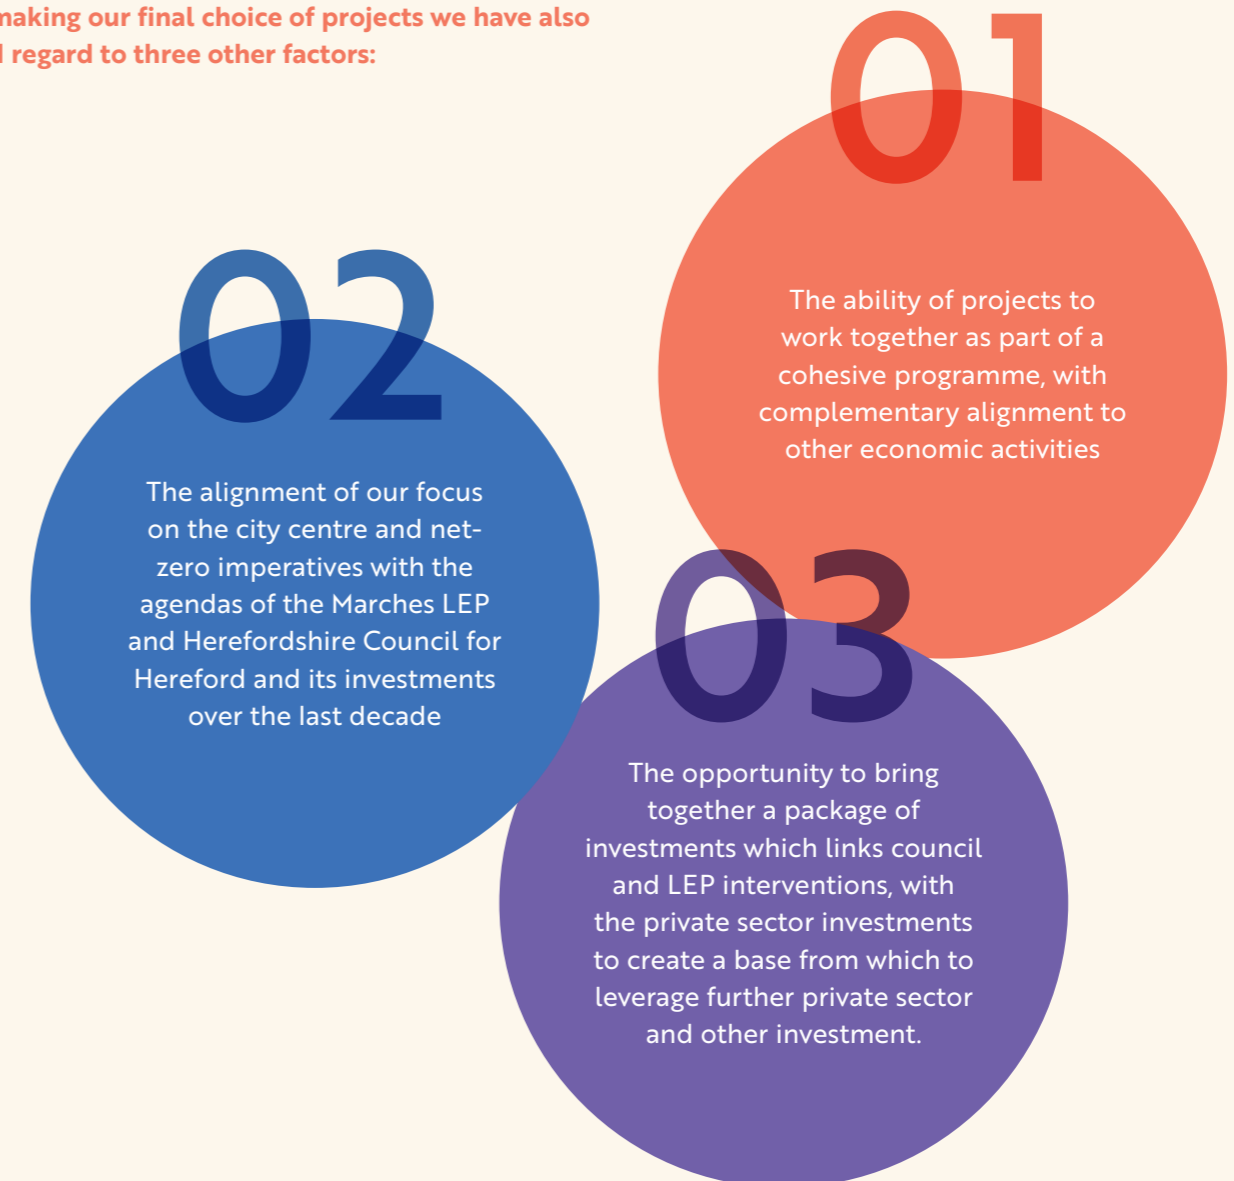 making our final choice of projects we have also
regard to three other factors:
01
The ability of projects to
work together as part of a
cohesive programme, with
complementary alignment to
other economic activities
02
The alignment of our focus
on the city centre and net-
zero imperatives with the
agendas of the Marches LEP
and Herefordshire Council for
Hereford and its investments
over the last decade
03
The opportunity to bring
together a package of
investments which links council
and LEP interventions, with
the private sector investments
to create a base from which to
leverage further private sector
and other investment.